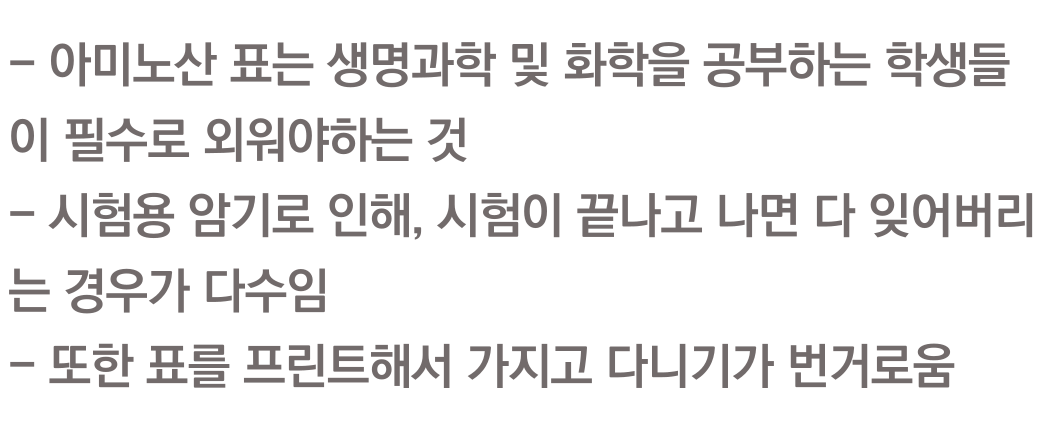 - 아미노산 표는 생명과학 및 화학을 공부하는 학생들
이 필수로 외워야하는 것
- 시험용 암기로 인해, 시험이 끝나고 나면 다 잊어버리
는 경우가 다수임
- 또한 표를 프린트해서 가지고 다니기가 번거로움